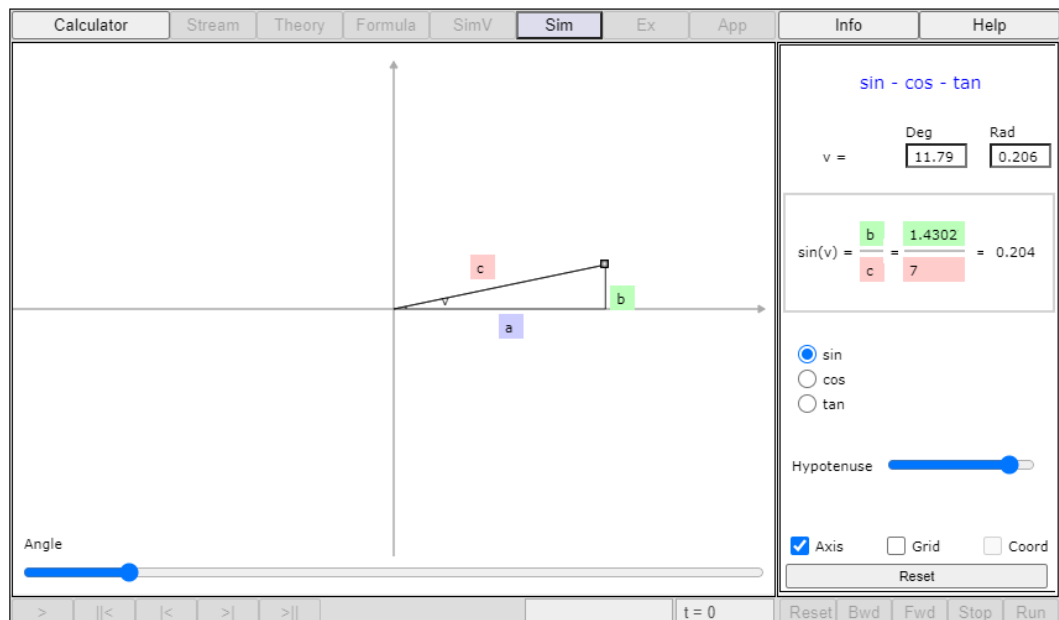 Calculator Stream Theory Formula SimV Sim Ex App Info Help
sin - cos - tan
Deg Rad
v = 11.79 0.206
b 1.4302
sin(v) = = = 0.204
c 7
c
v
b
a
sin
cos
tan
Hypotenuse
Angle
Axis Grid Coord
Reset
> ||< |< >| >|| t = 0 Reset Bwd Fwd Stop Run